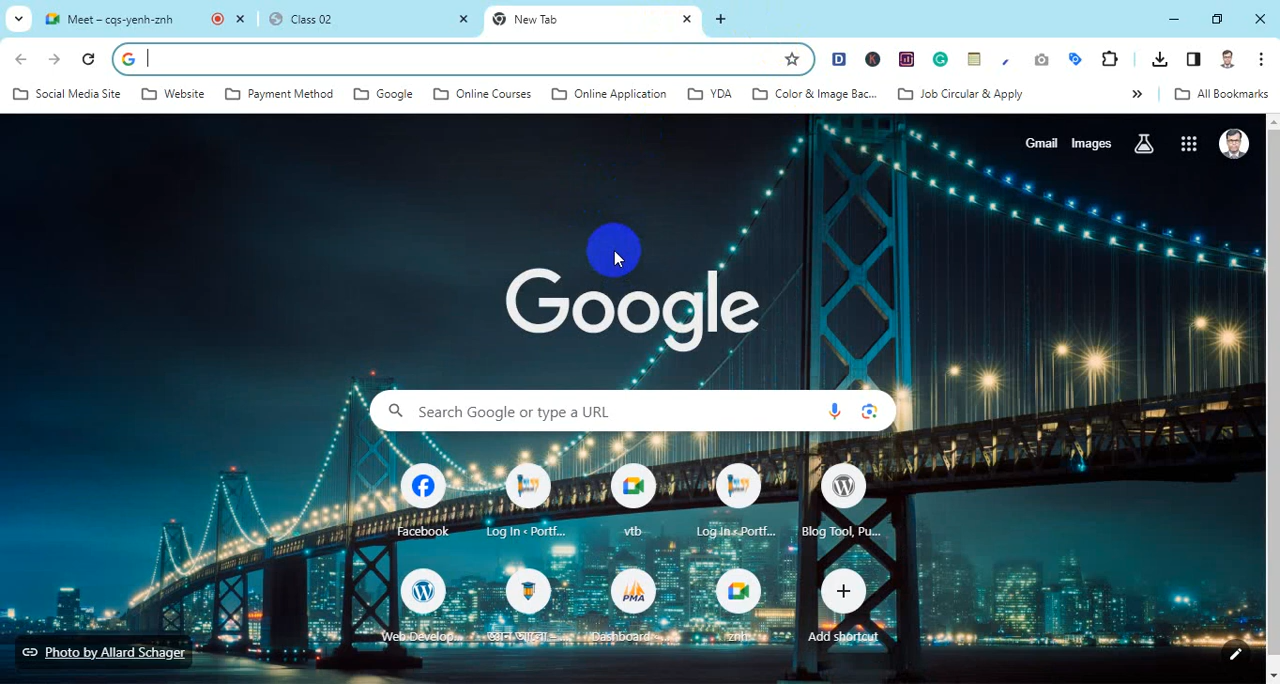 Meet – cqs-yenh-znh
Class 02
New Tab
Social Media Site
Website
Payment Method
Google
Online Courses
Online Application
YDA
Color & Image Bac...
Job Circular & Apply
»
All Bookmarks
Gmail
Images
Google
Search Google or type a URL
Facebook
Log In ‹ Portf...
vtb
Log In ‹ Portf...
Blog Tool, Pu...
Web Develop...
PMA
Dashboard
znh
Add shortcut
Photo by Allard Schager